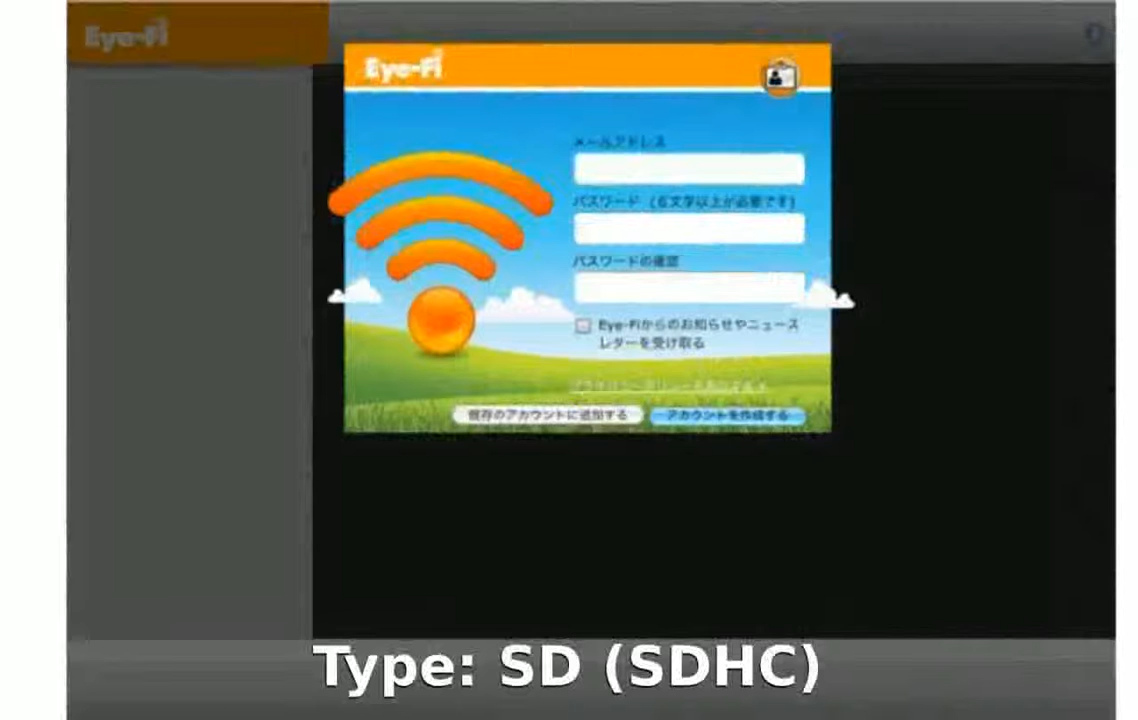 Eye-Fi
Eye-Fi
メールアドレス
パスワード (6文字以上が必要です)
パスワードの確認
Eye-Fiからのお知らせやニュース
レターを受け取る
既存のアカウントに追加する
アカウントを作成する
Type: SD (SDHC)